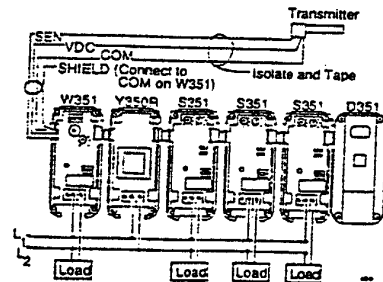 Transmitter
SEN
VDC
COM
SHIELD (Connect to
COM on W351)
Isolate and Tape
W351 Y350R S351 S351 S351 D351
L1
L2
Load Load Load Load